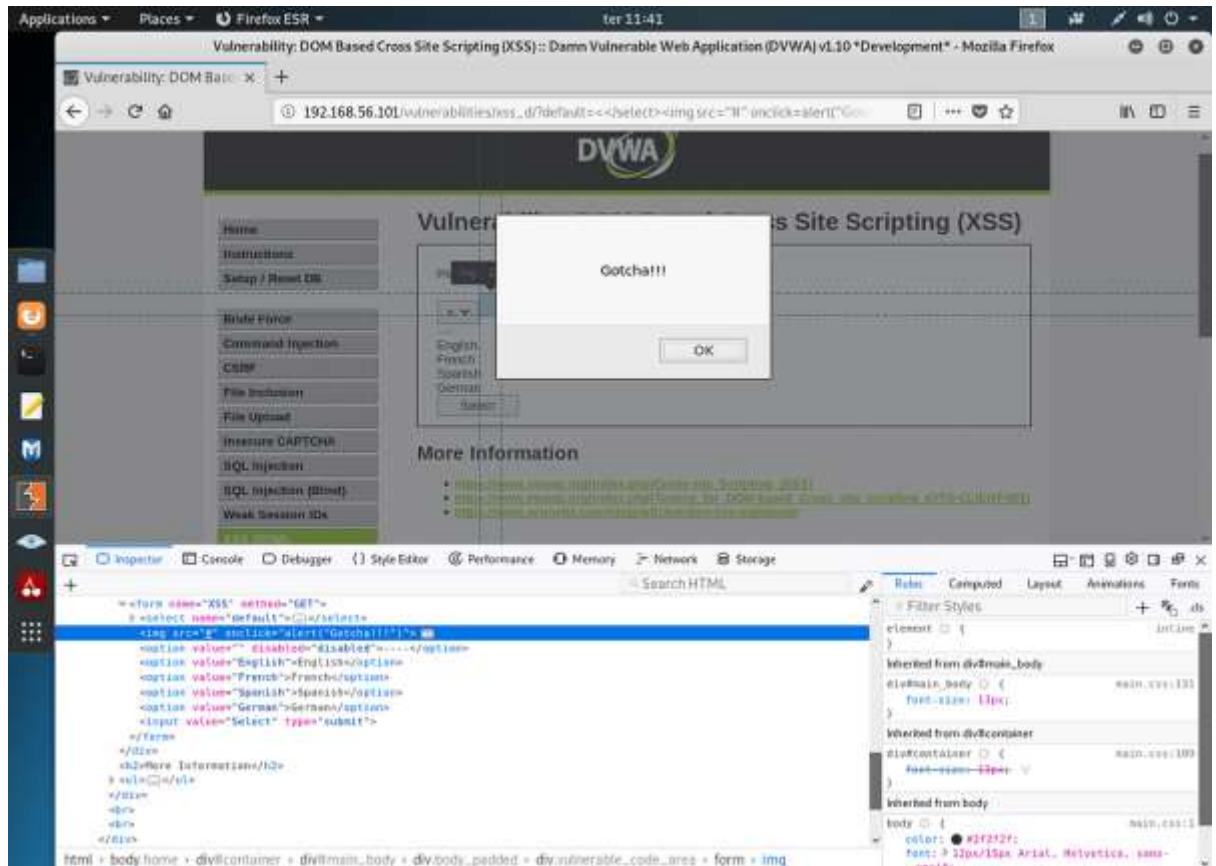 Applications Places Firefox ESR ter 11:41 1
Vulnerability: DOM Based Cross Site Scripting (XSS) :: Damn Vulnerable Web Application (DVWA) v1.10 *Development* - Mozilla Firefox
Vulnerability: DOM Base
192.168.56.101/vulnerabilities/xss_d/?default=<</select><img src="#" onclick=alert("Go
DVWA
Vulner s Site Scripting (XSS)
Home
Instructions
Setup / Reset DB
Brute Force
Command Injection
CSRF
File Inclusion
File Upload
Insecure CAPTCHA
SQL Injection
SQL Injection (Blind)
Weak Session IDs
English
French
Spanish
German
Select
Gotcha!!!
OK
More Information
Inspector Console Debugger {} Style Editor Performance Memory Network Storage
+ Search HTML
<form name="XSS" method="GET">
<select name="default"></select>
<img src="#" onclick="alert("Gotcha!!!")">
<option value="" disabled="disabled">----</option>
<option value="English">English</option>
<option value="French">French</option>
<option value="Spanish">Spanish</option>
<option value="German">German</option>
<input value="Select" type="submit">
</form>
</div>
<h2>More Information</h2>
<ul></ul>
</div>
<br>
<br>
</div>
html body.home div#container div#main_body div.body_padded div.vulnerable_code_area form img
Rules Computed Layout Animations Fonts
Filter Styles
element { inline
}
Inherited from div#main_body
div#main_body { main.css:131
font-size: 13px;
}
Inherited from div#container
div#container { main.css:109
font-size: 13px;
}
Inherited from body
body { main.css:1
color: #2f2f2f;
font: 12px/15px Arial, Helvetica, sans-